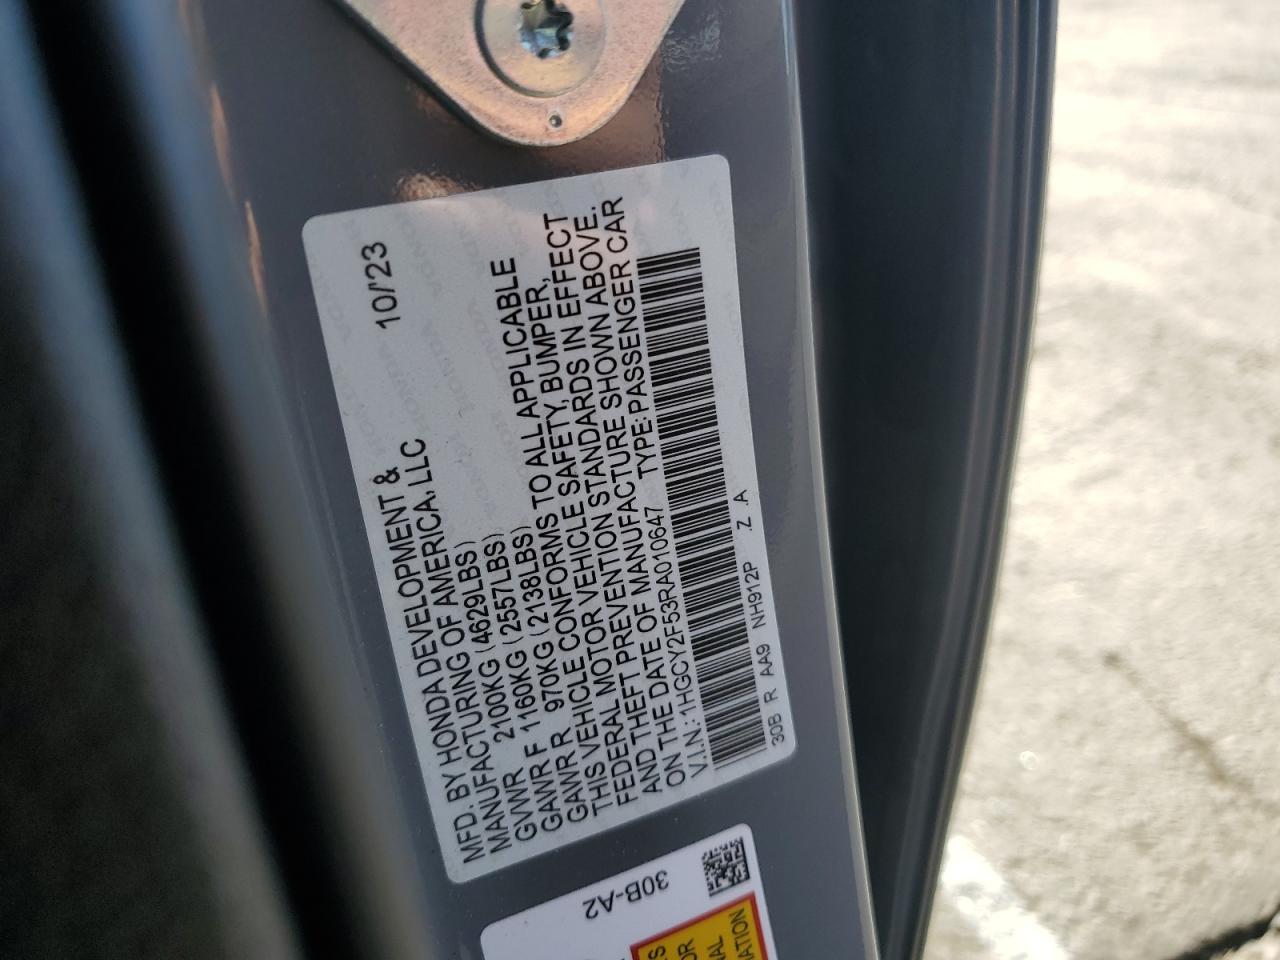 MFD. BY HONDA DEVELOPMENT &
MANUFACTURING OF AMERICA, LLC 10/'23
GVWR 2100KG (4629LBS)
GAWR F 1160KG (2557LBS)
GAWR R 970KG (2138LBS)
THIS VEHICLE CONFORMS TO ALL APPLICABLE
FEDERAL MOTOR VEHICLE SAFETY, BUMPER,
AND THEFT PREVENTION STANDARDS IN EFFECT
ON THE DATE OF MANUFACTURE SHOWN ABOVE.
V.I.N.: 1HGCY2F53RA010647 TYPE: PASSENGER CAR
30B R AA9 NH912P .Z .A
30B-A2